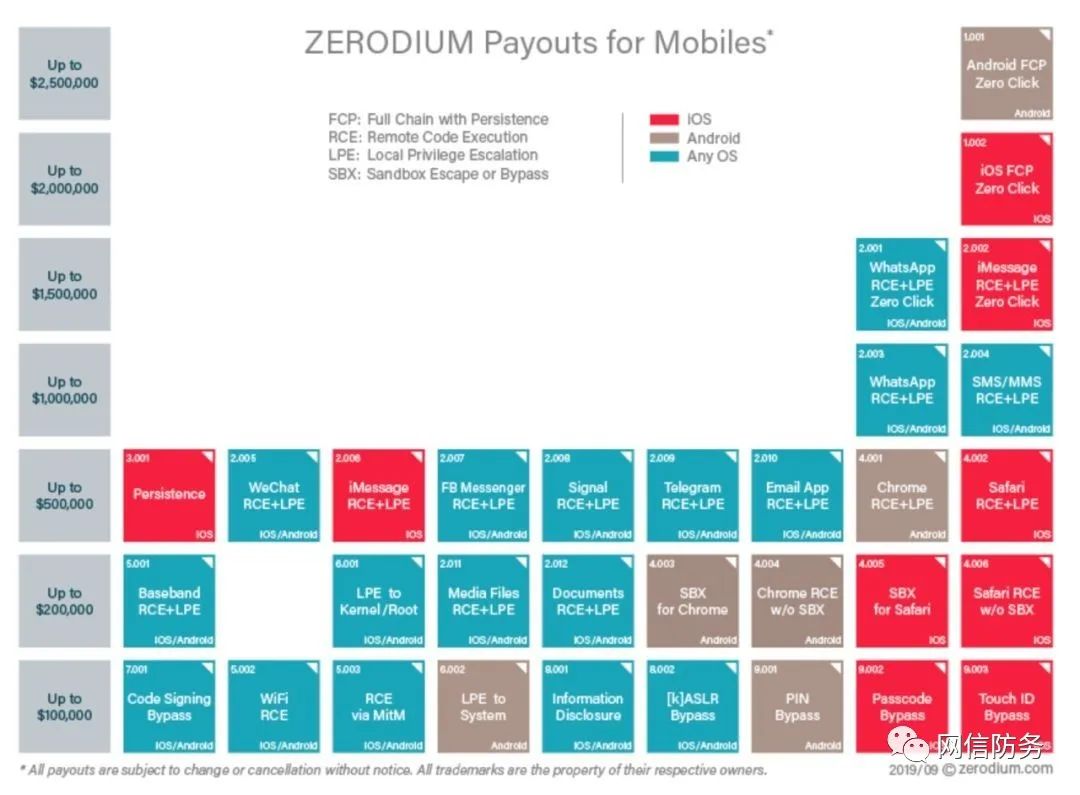 ZERODIUM Payouts for Mobiles*
FCP: Full Chain with Persistence
RCE: Remote Code Execution
LPE: Local Privilege Escalation
SBX: Sandbox Escape or Bypass
iOS
Android
Any OS
Up to
$2,500,000
1.001
Android FCP
Zero Click
Android
Up to
$2,000,000
1.002
iOS FCP
Zero Click
iOS
Up to
$1,500,000
2.001
WhatsApp
RCE+LPE
Zero Click
iOS/Android
2.002
iMessage
RCE+LPE
Zero Click
iOS
Up to
$1,000,000
2.003
WhatsApp
RCE+LPE
iOS/Android
2.004
SMS/MMS
RCE+LPE
iOS/Android
Up to
$500,000
3.001
Persistence
iOS
2.005
WeChat
RCE+LPE
iOS/Android
2.006
iMessage
RCE+LPE
iOS
2.007
FB Messenger
RCE+LPE
iOS/Android
2.008
Signal
RCE+LPE
iOS/Android
2.009
Telegram
RCE+LPE
iOS/Android
2.010
Email App
RCE+LPE
iOS/Android
4.001
Chrome
RCE+LPE
Android
4.002
Safari
RCE+LPE
iOS
Up to
$200,000
5.001
Baseband
RCE+LPE
iOS/Android
6.001
LPE to
Kernel/Root
iOS/Android
2.011
Media Files
RCE+LPE
iOS/Android
2.012
Documents
RCE+LPE
iOS/Android
4.003
SBX
for Chrome
Android
4.004
Chrome RCE
w/o SBX
Android
4.005
SBX
for Safari
iOS
4.006
Safari RCE
w/o SBX
iOS
Up to
$100,000
7.001
Code Signing
Bypass
iOS/Android
5.002
WiFi
RCE
iOS/Android
5.003
RCE
via MitM
iOS/Android
6.002
LPE to
System
Android
8.001
Information
Disclosure
iOS/Android
8.002
[k]ASLR
Bypass
iOS/Android
9.001
PIN
Bypass
Android
9.002
Passcode
Bypass
9.003
Touch ID
Bypass
网信防务
* All payouts are subject to change or cancellation without notice. All trademarks are the property of their respective owners.
2019/09 © zerodium.com